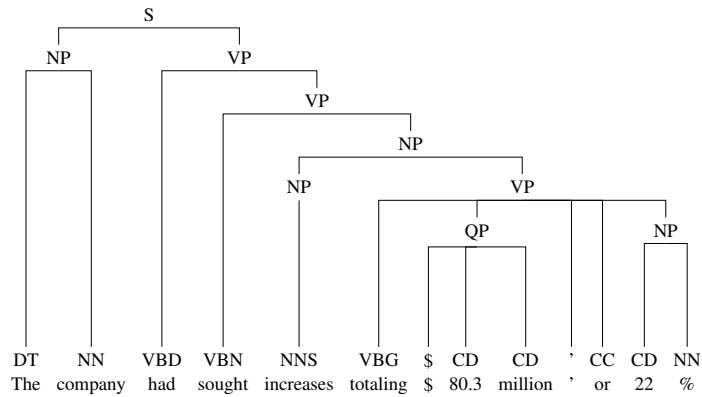 S
NP VP
VP
NP
NP VP
QP NP
DT NN VBD VBN NNS VBG $ CD CD ’ CC CD NN
The company had sought increases totaling $ 80.3 million ’ or 22 %